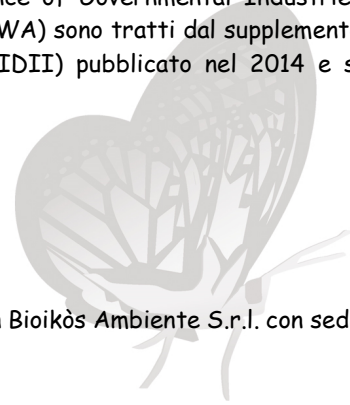 ce of Governmental Industrie
WA) sono tratti dal supplement
IDII) pubblicato nel 2014 e s
Bioikòs Ambiente S.r.l. con sed